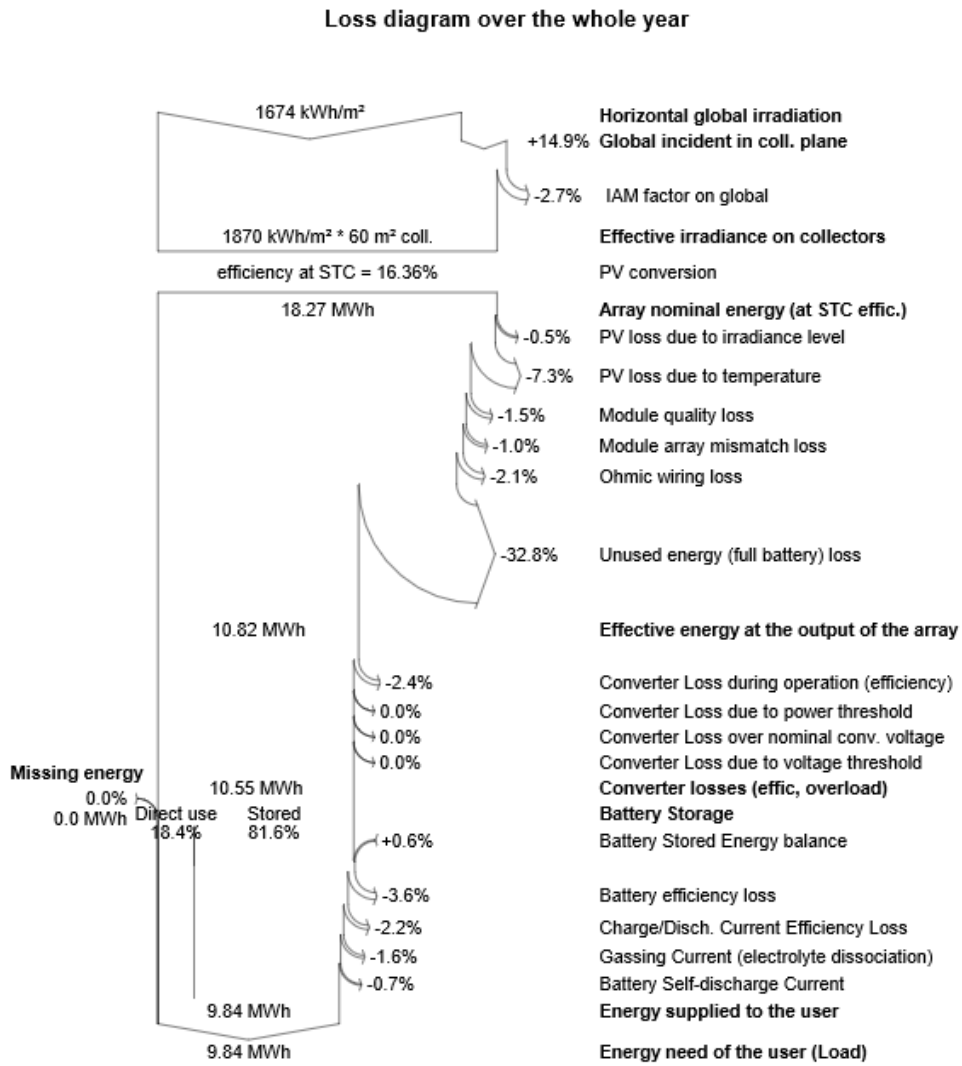 Loss diagram over the whole year
1674 kWh/m²
Horizontal global irradiation
+14.9% Global incident in coll. plane
-2.7% IAM factor on global
1870 kWh/m² * 60 m² coll.
Effective irradiance on collectors
efficiency at STC = 16.36%
PV conversion
18.27 MWh
Array nominal energy (at STC effic.)
-0.5% PV loss due to irradiance level
-7.3% PV loss due to temperature
-1.5% Module quality loss
-1.0% Module array mismatch loss
-2.1% Ohmic wiring loss
-32.8% Unused energy (full battery) loss
10.82 MWh
Effective energy at the output of the array
-2.4% Converter Loss during operation (efficiency)
0.0% Converter Loss due to power threshold
0.0% Converter Loss over nominal conv. voltage
0.0% Converter Loss due to voltage threshold
Missing energy
10.55 MWh
Converter losses (effic, overload)
0.0%
0.0 MWh
Direct use
Stored
Battery Storage
18.4%
81.6%
+0.6% Battery Stored Energy balance
-3.6% Battery efficiency loss
-2.2% Charge/Disch. Current Efficiency Loss
-1.6% Gassing Current (electrolyte dissociation)
-0.7% Battery Self-discharge Current
9.84 MWh
Energy supplied to the user
9.84 MWh
Energy need of the user (Load)